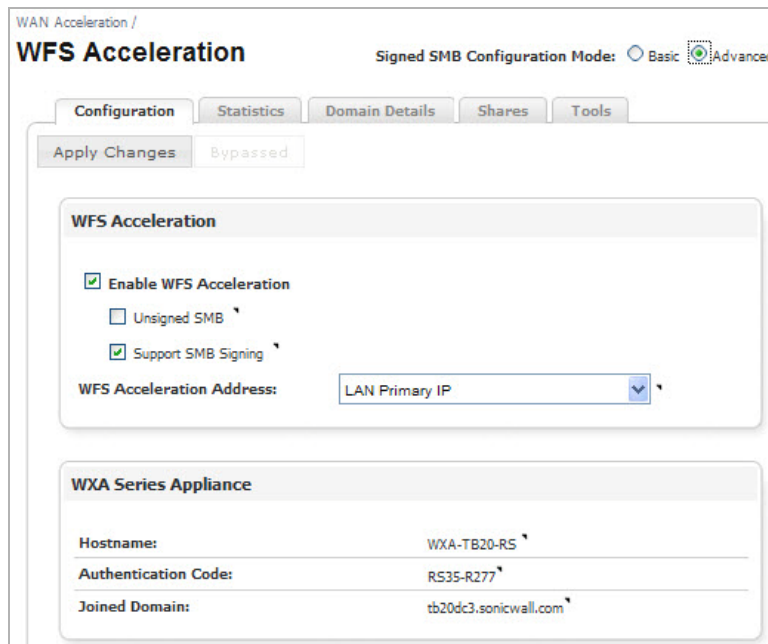 WAN Acceleration /
WFS Acceleration
Signed SMB Configuration Mode: Basic Advanced
Configuration Statistics Domain Details Shares Tools
Apply Changes Bypassed
WFS Acceleration
Enable WFS Acceleration
Unsigned SMB
Support SMB Signing
WFS Acceleration Address: LAN Primary IP
WXA Series Appliance
Hostname: WXA-TB20-RS
Authentication Code: RS35-R277
Joined Domain: tb20dc3.sonicwall.com